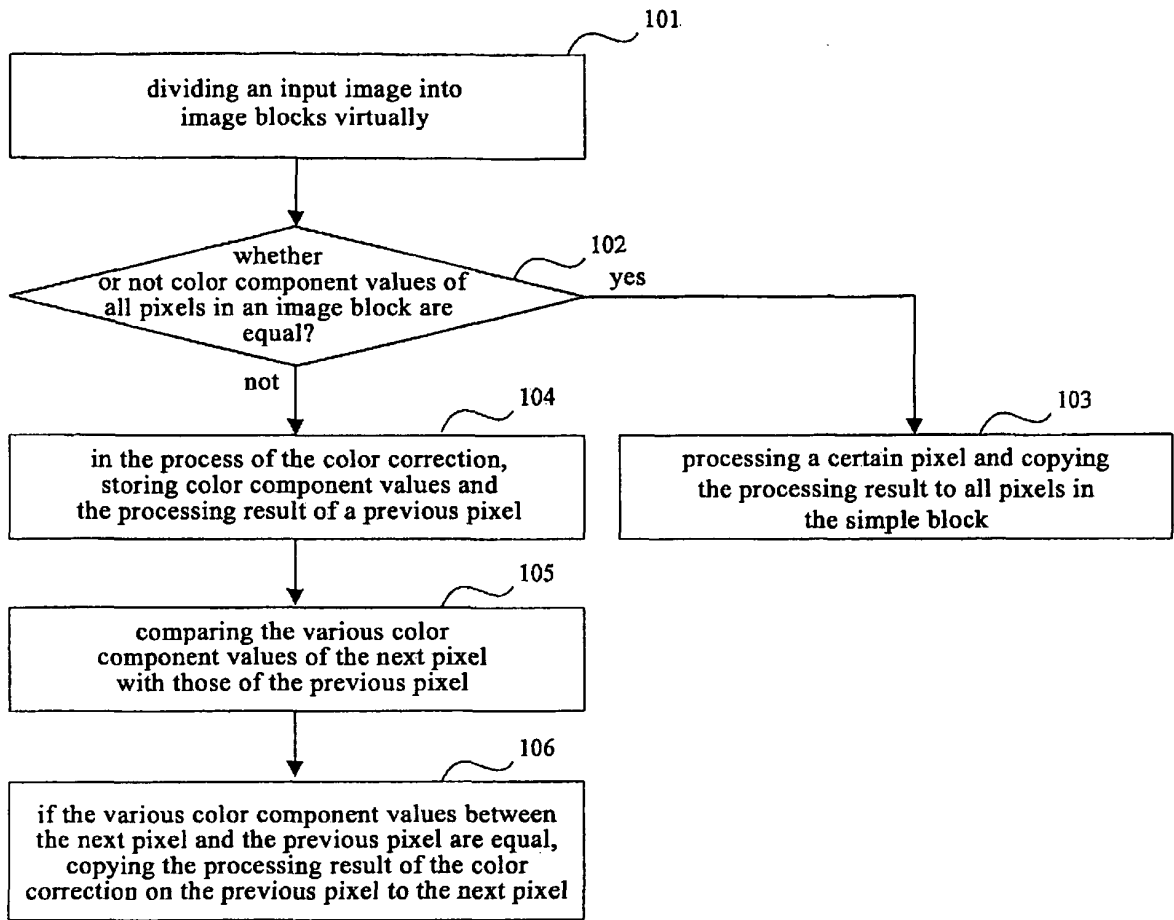 101
dividing an input image into
image blocks virtually
102
whether
or not color component values of
all pixels in an image block are
equal?
yes
not
104
in the process of the color correction,
storing color component values and
the processing result of a previous pixel
103
processing a certain pixel and copying
the processing result to all pixels in
the simple block
105
comparing the various color
component values of the next pixel
with those of the previous pixel
106
if the various color component values between
the next pixel and the previous pixel are equal,
copying the processing result of the color
correction on the previous pixel to the next pixel